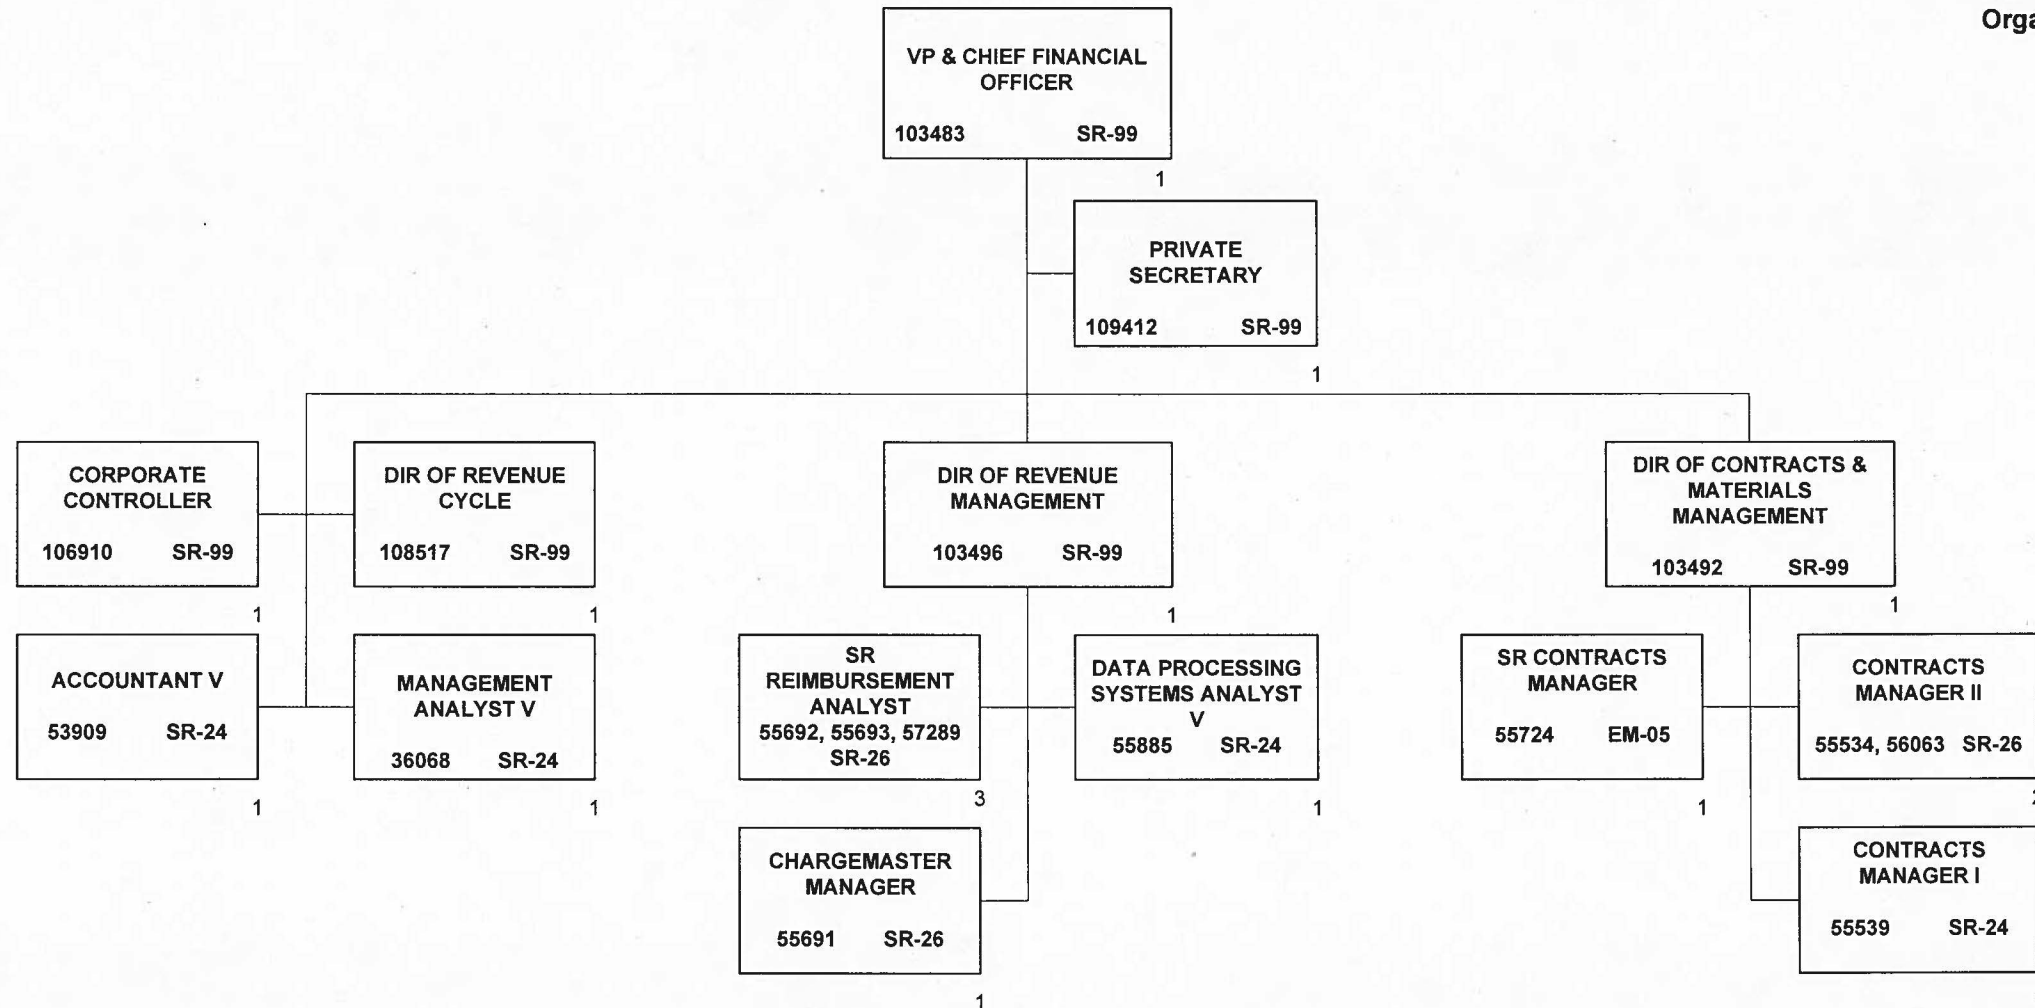 Orga
VP & CHIEF FINANCIAL
OFFICER
103483 SR-99
1
PRIVATE
SECRETARY
109412 SR-99
1
CORPORATE
CONTROLLER
106910 SR-99
1
DIR OF REVENUE
CYCLE
108517 SR-99
1
DIR OF REVENUE
MANAGEMENT
103496 SR-99
1
DIR OF CONTRACTS &
MATERIALS
MANAGEMENT
103492 SR-99
1
ACCOUNTANT V
53909 SR-24
1
MANAGEMENT
ANALYST V
36068 SR-24
1
SR
REIMBURSEMENT
ANALYST
55692, 55693, 57289
SR-26
3
DATA PROCESSING
SYSTEMS ANALYST
V
55885 SR-24
1
SR CONTRACTS
MANAGER
55724 EM-05
1
CONTRACTS
MANAGER II
55534, 56063 SR-26
2
CHARGEMASTER
MANAGER
55691 SR-26
1
CONTRACTS
MANAGER I
55539 SR-24